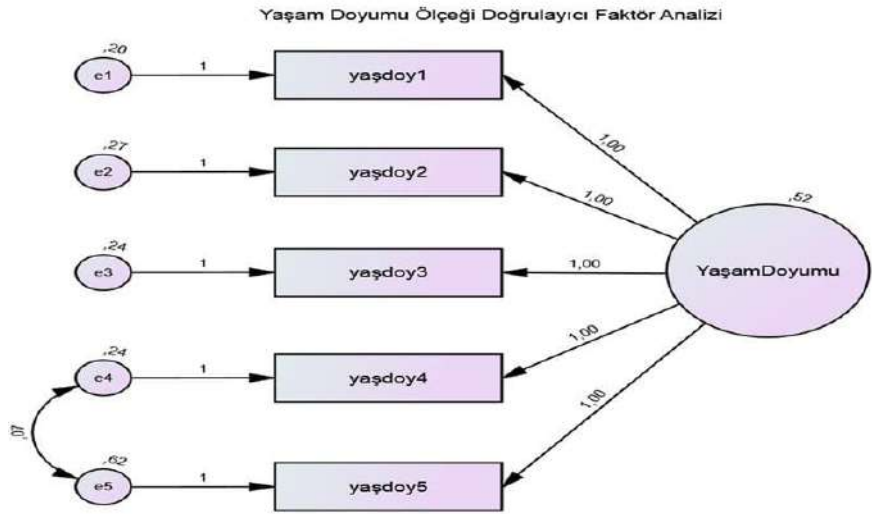 Yaşam Doyumu Ölçeği Doğrulayıcı Faktör Analizi
,20
e1
1
yaşdoy1
1,00
,27
e2
1
yaşdoy2
1,00
,52
,24
e3
1
yaşdoy3
1,00
YaşamDoyumu
,24
e4
1
yaşdoy4
1,00
,07
,62
e5
1
yaşdoy5
1,00